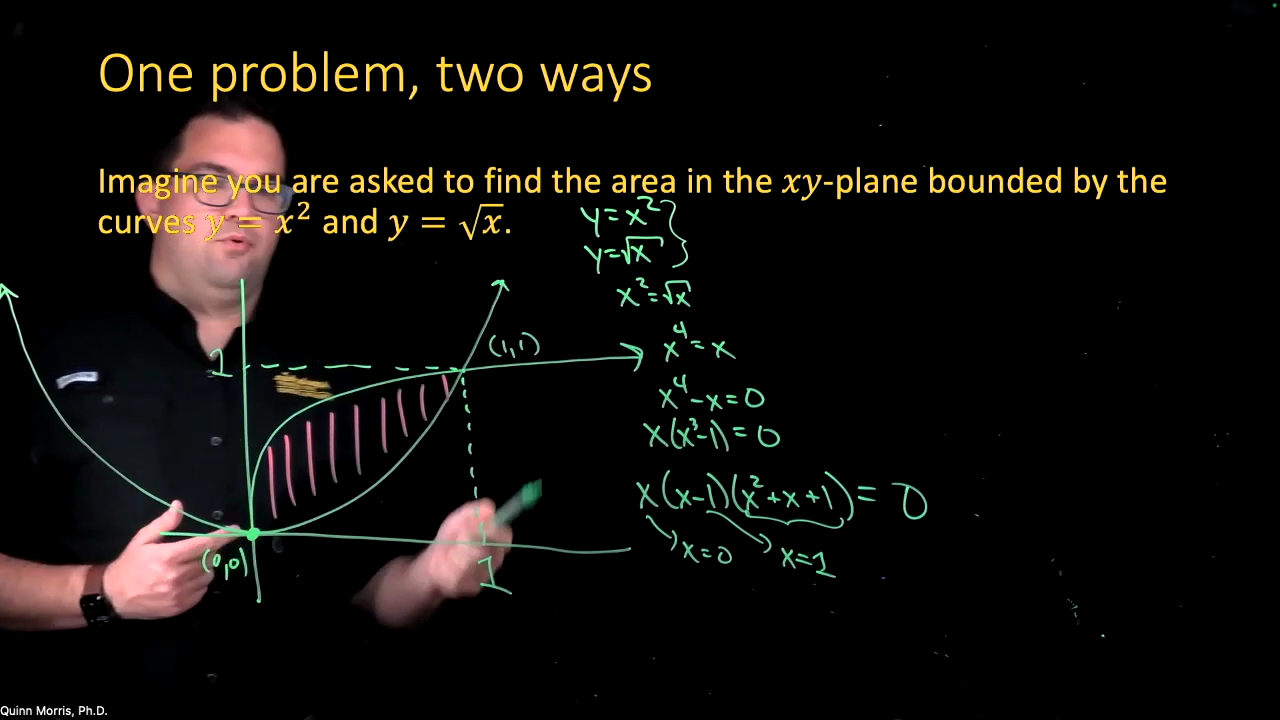 One problem, two ways
Imagine you are asked to find the area in the xy-plane bounded by the
curves y = x² and y = √x.
y=x²
y=√x
x²=√x
x⁴=x
x⁴-x=0
x(x³-1)=0
x(x-1)(x²+x+1)=0
x=0
x=1
(1,1)
1
(0,0)
1
Quinn Morris, Ph.D.